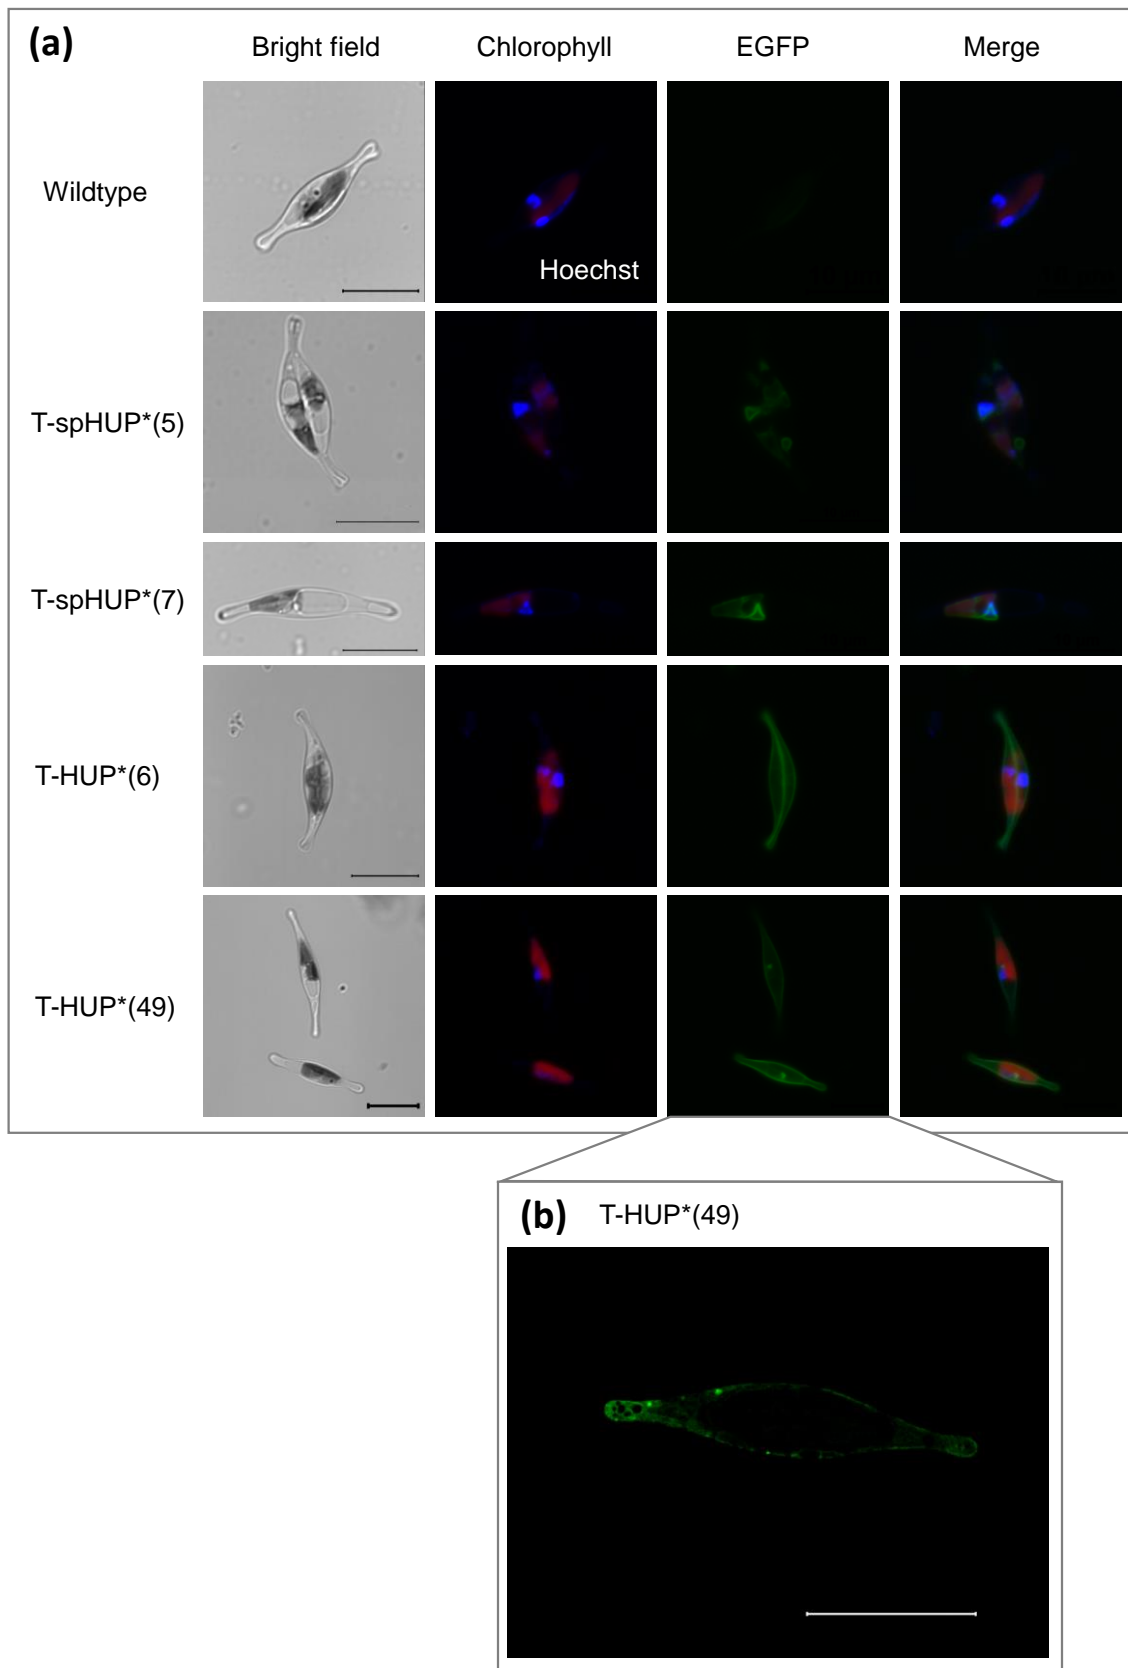 (a)
Bright field Chlorophyll EGFP Merge
Wildtype
Hoechst
T-spHUP*(5)
T-spHUP*(7)
T-HUP*(6)
T-HUP*(49)
(b) T-HUP*(49)